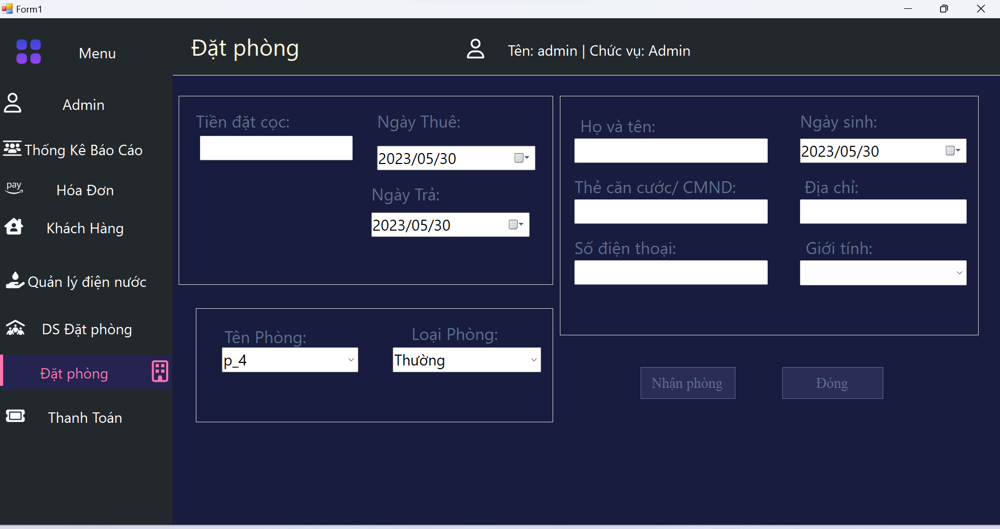 Form1
Menu
Đặt phòng
Tên: admin | Chức vụ: Admin
Admin
Thống Kê Báo Cáo
pay
Hóa Đơn
Khách Hàng
Quản lý điện nước
DS Đặt phòng
Đặt phòng
Thanh Toán
Tiền đặt cọc:
Ngày Thuê:
2023/05/30
Ngày Trả:
2023/05/30
Họ và tên:
Ngày sinh:
2023/05/30
Thẻ căn cước/ CMND:
Địa chỉ:
Số điện thoại:
Giới tính:
Tên Phòng:
Loại Phòng:
p_4
Thường
Nhận phòng
Đóng